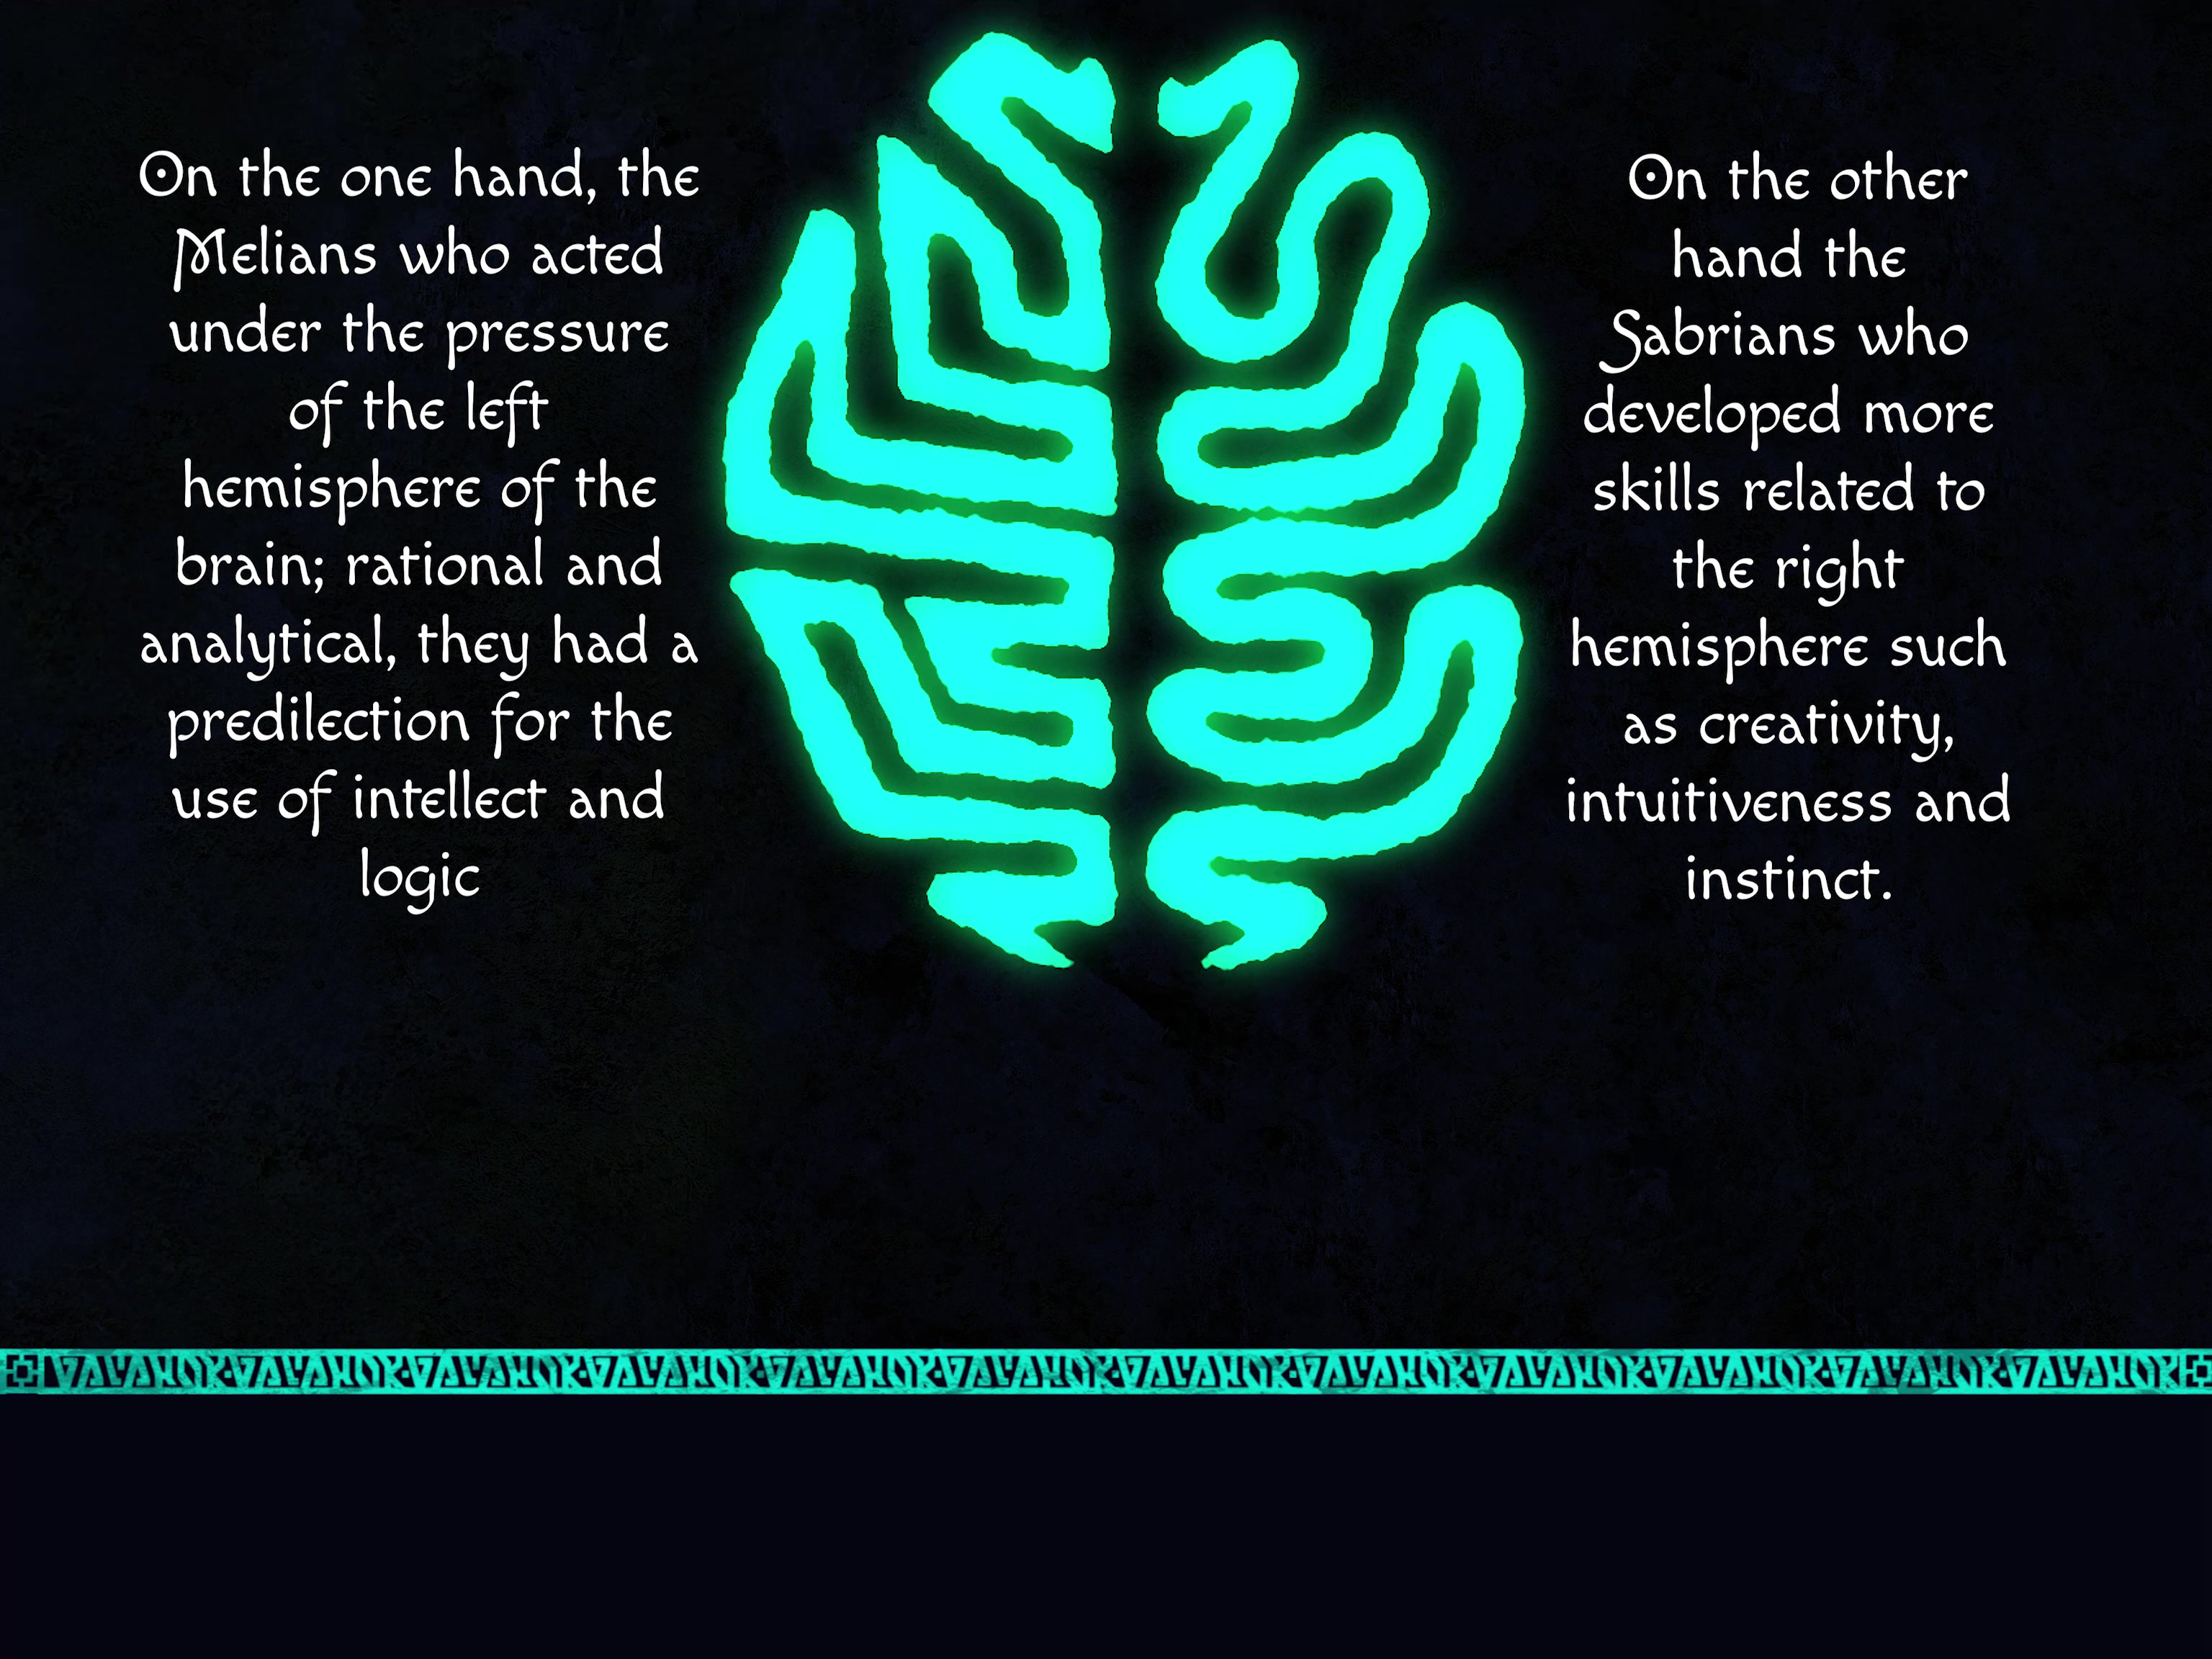 On the one hand, the
Melians who acted
under the pressure
of the left
hemisphere of the
brain; rational and
analytical, they had a
predilection for the
use of intellect and
logic
On the other
hand the
Sabrians who
developed more
skills related to
the right
hemisphere such
as creativity,
intuitiveness and
instinct.